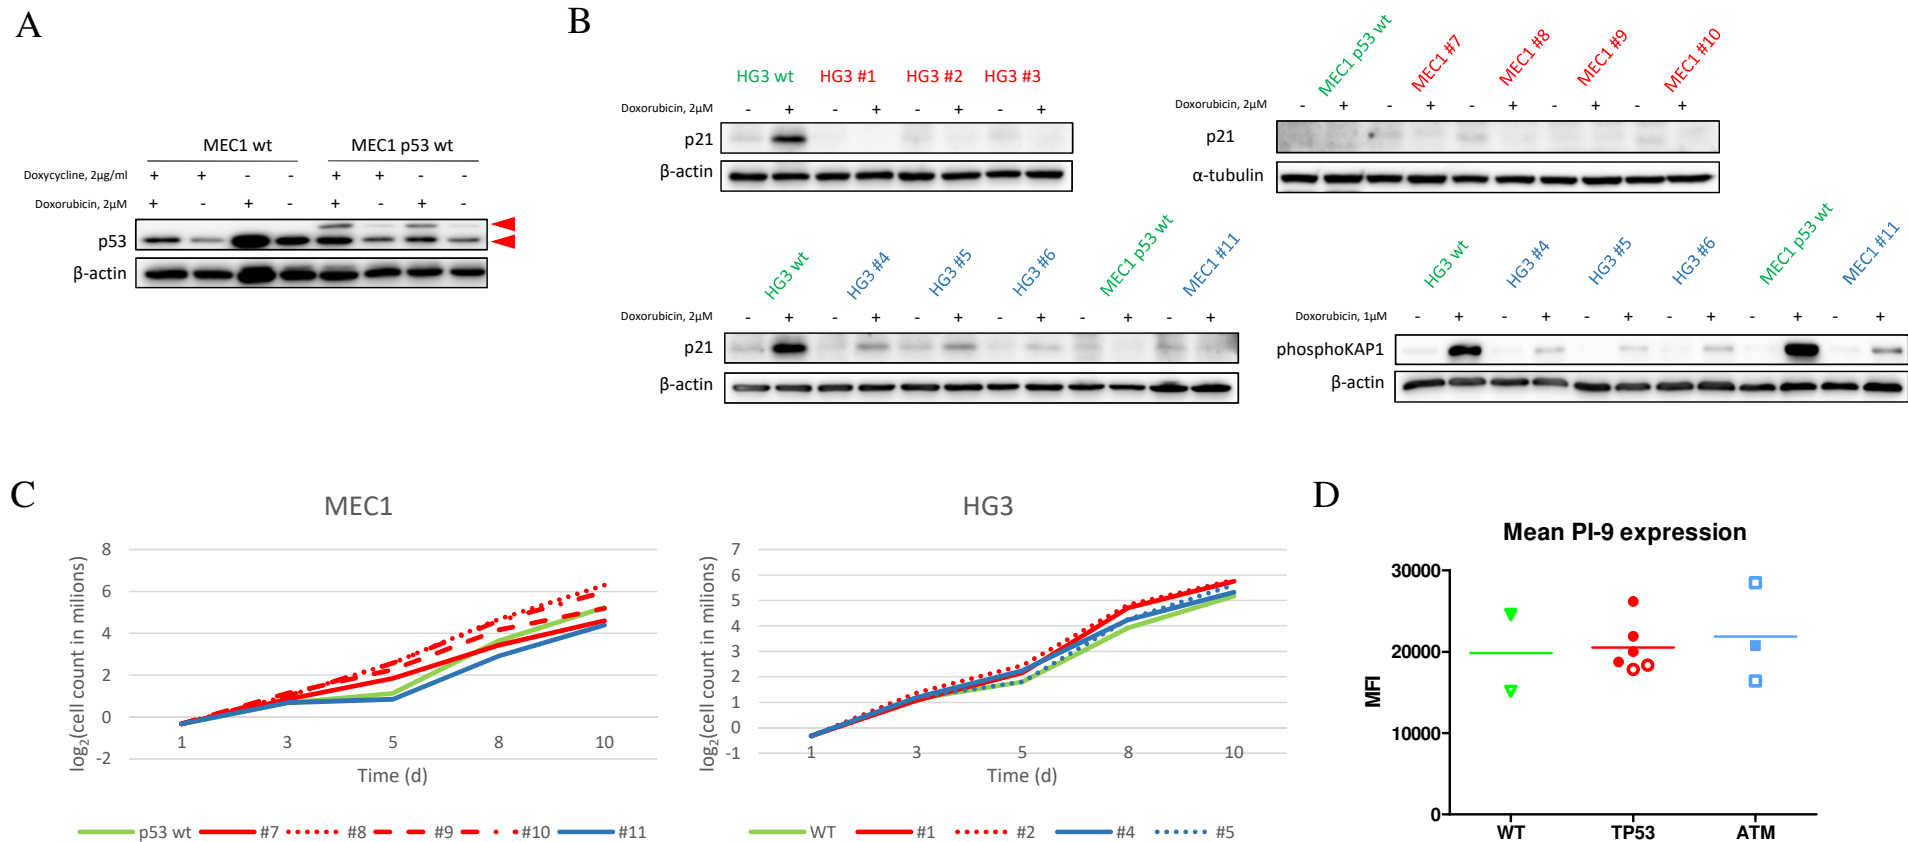 A
MEC1 wt
MEC1 p53 wt
Doxycycline, 2µg/ml
+ + - - + + - -
Doxorubicin, 2µM
+ - + - + - + -
p53
β-actin
B
HG3 wt HG3 #1 HG3 #2 HG3 #3
Doxorubicin, 2µM
- + - + - + - +
p21
β-actin
MEC1 p53 wt MEC1 #7 MEC1 #8 MEC1 #9 MEC1 #10
Doxorubicin, 2µM
- + - + - + - + - +
p21
α-tubulin
HG3 wt HG3 #4 HG3 #5 HG3 #6 MEC1 p53 wt MEC1 #11
Doxorubicin, 2µM
- + - + - + - + - + - +
p21
β-actin
HG3 wt HG3 #4 HG3 #5 HG3 #6 MEC1 p53 wt MEC1 #11
Doxorubicin, 1µM
- + - + - + - + - + - +
phosphoKAP1
β-actin
C
MEC1
log2(cell count in milions)
8
6
4
2
0
-2
1 3 5 8 10
Time (d)
p53 wt #7 #8 #9 #10 #11
HG3
log2(cell count in milions)
7
6
5
4
3
2
1
0
-1
1 3 5 8 10
Time (d)
WT #1 #2 #4 #5
D
Mean PI-9 expression
MFI
30000
20000
10000
0
WT TP53 ATM